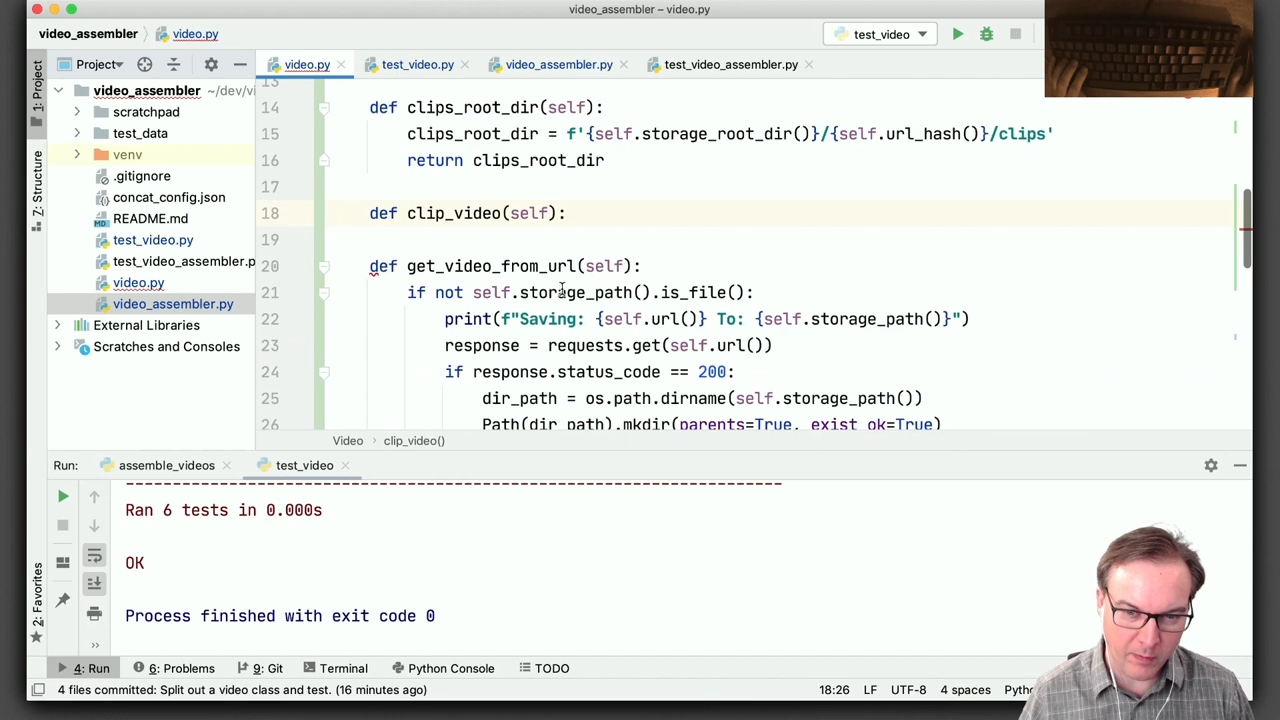 video_assembler – video.py
video_assembler
video.py
test_video
Project
video.py
test_video.py
video_assembler.py
test_video_assembler.py
1: Project
Z: Structure
2: Favorites
video_assembler ~/dev/vi
scratchpad
test_data
venv
.gitignore
concat_config.json
README.md
test_video.py
test_video_assembler.p
video.py
video_assembler.py
External Libraries
Scratches and Consoles
13
14 def clips_root_dir(self):
15 clips_root_dir = f'{self.storage_root_dir()}/{self.url_hash()}/clips'
16 return clips_root_dir
17
18 def clip_video(self):
19
20 def get_video_from_url(self):
21 if not self.storage_path().is_file():
22 print(f"Saving: {self.url()} To: {self.storage_path()}")
23 response = requests.get(self.url())
24 if response.status_code == 200:
25 dir_path = os.path.dirname(self.storage_path())
26 Path(dir_path).mkdir(parents=True, exist_ok=True)
Video
clip_video()
Run:
assemble_videos
test_video
----------------------------------------------------------------------
Ran 6 tests in 0.000s
OK
Process finished with exit code 0
4: Run
6: Problems
9: Git
Terminal
Python Console
TODO
4 files committed: Split out a video class and test. (16 minutes ago)
18:26
LF
UTF-8
4 spaces
Pytho